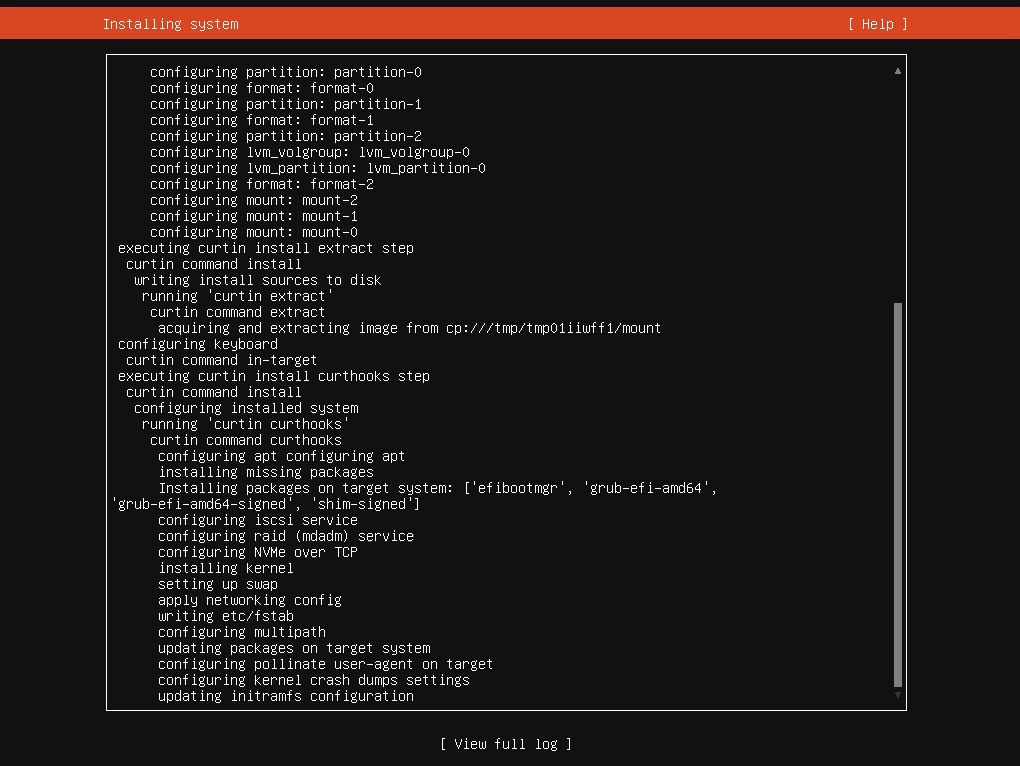 Installing system
[ Help ]
configuring partition: partition-0
configuring format: format-0
configuring partition: partition-1
configuring format: format-1
configuring partition: partition-2
configuring lvm_volgroup: lvm_volgroup-0
configuring lvm_partition: lvm_partition-0
configuring format: format-2
configuring mount: mount-2
configuring mount: mount-1
configuring mount: mount-0
executing curtin install extract step
curtin command install
writing install sources to disk
running 'curtin extract'
curtin command extract
acquiring and extracting image from cp:///tmp/tmp01iiwff1/mount
configuring keyboard
curtin command in-target
executing curtin install curthooks step
curtin command install
configuring installed system
running 'curtin curthooks'
curtin command curthooks
configuring apt configuring apt
installing missing packages
Installing packages on target system: ['efibootmgr', 'grub-efi-amd64',
'grub-efi-amd64-signed', 'shim-signed']
configuring iscsi service
configuring raid (mdadm) service
configuring NVMe over TCP
installing kernel
setting up swap
apply networking config
writing etc/fstab
configuring multipath
updating packages on target system
configuring pollinate user-agent on target
configuring kernel crash dumps settings
updating initramfs configuration
[ View full log ]